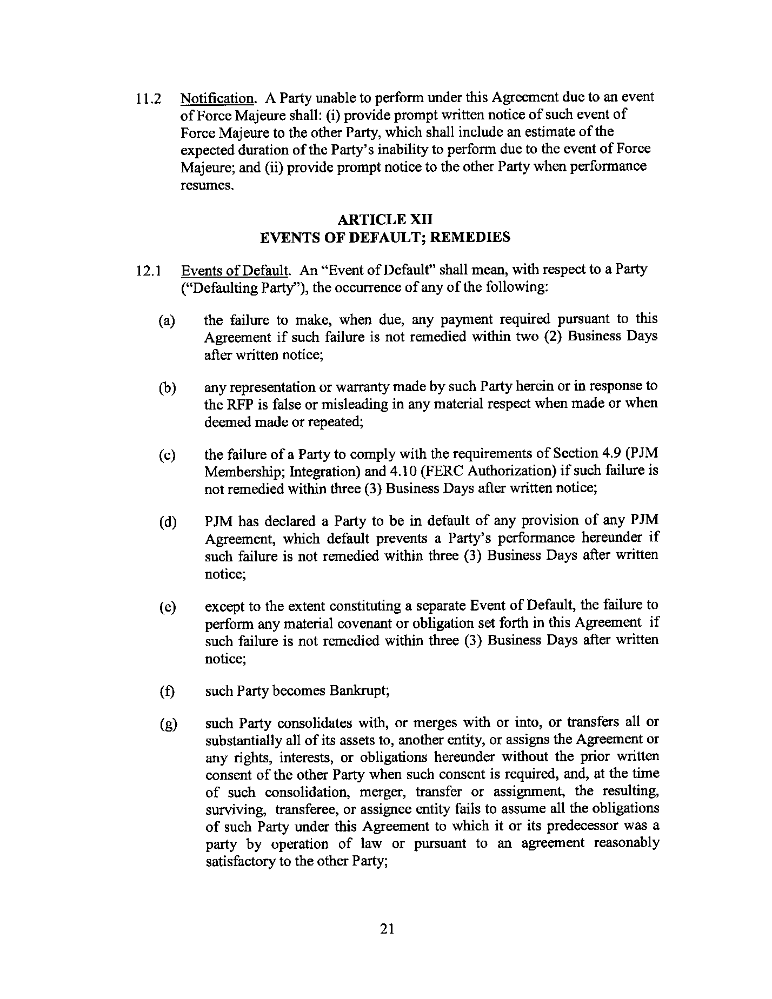 11.2 Notification. A Party unable to perform under this Agreement due to an event
of Force Majeure shall: (i) provide prompt written notice of such event of
Force Majeure to the other Party, which shall include an estimate of the
expected duration of the Party's inability to perform due to the event of Force
Majeure; and (ii) provide prompt notice to the other Party when performance
resumes.
ARTICLE XII
EVENTS OF DEFAULT; REMEDIES
12.1 Events of Default. An “Event of Default” shall mean, with respect to a Party
(“Defaulting Party”), the occurrence of any of the following:
(a) the failure to make, when due, any payment required pursuant to this
Agreement if such failure is not remedied within two (2) Business Days
after written notice;
(b) any representation or warranty made by such Party herein or in response to
the RFP is false or misleading in any material respect when made or when
deemed made or repeated;
(c) the failure of a Party to comply with the requirements of Section 4.9 (PJM
Membership; Integration) and 4.10 (FERC Authorization) if such failure is
not remedied within three (3) Business Days after written notice;
(d) PJM has declared a Party to be in default of any provision of any PJM
Agreement, which default prevents a Party's performance hereunder if
such failure is not remedied within three (3) Business Days after written
notice;
(e) except to the extent constituting a separate Event of Default, the failure to
perform any material covenant or obligation set forth in this Agreement if
such failure is not remedied within three (3) Business Days after written
notice;
(f) such Party becomes Bankrupt;
(g) such Party consolidates with, or merges with or into, or transfers all or
substantially all of its assets to, another entity, or assigns the Agreement or
any rights, interests, or obligations hereunder without the prior written
consent of the other Party when such consent is required, and, at the time
of such consolidation, merger, transfer or assignment, the resulting,
surviving, transferee, or assignee entity fails to assume all the obligations
of such Party under this Agreement to which it or its predecessor was a
party by operation of law or pursuant to an agreement reasonably
satisfactory to the other Party;
21